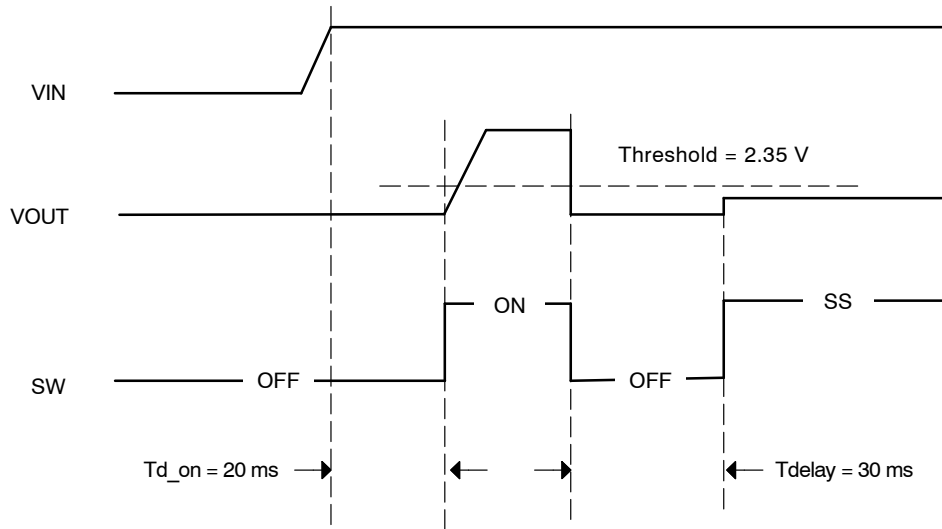 VIN
Threshold = 2.35 V
VOUT
ON
SS
SW
OFF
OFF
Td_on = 20 ms
Tdelay = 30 ms